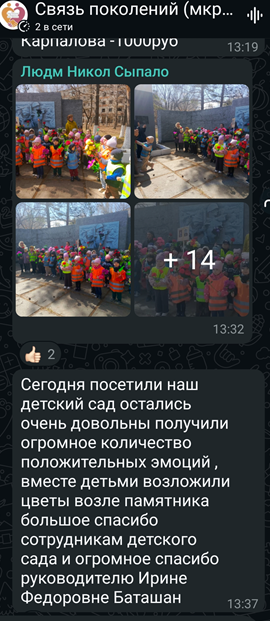 Связь поколений (мкр...
2 в сети
Карпалова -1000руб
13:19
Людм Никол Сыпало
+ 14
13:32
2
Сегодня посетили наш
детский сад остались
очень довольны получили
огромное количество
положительных эмоций ,
вместе детьми возложили
цветы возле памятника
большое спасибо
сотрудникам детского
сада и огромное спасибо
руководителю Ирине
Федоровне Баташан
13:37